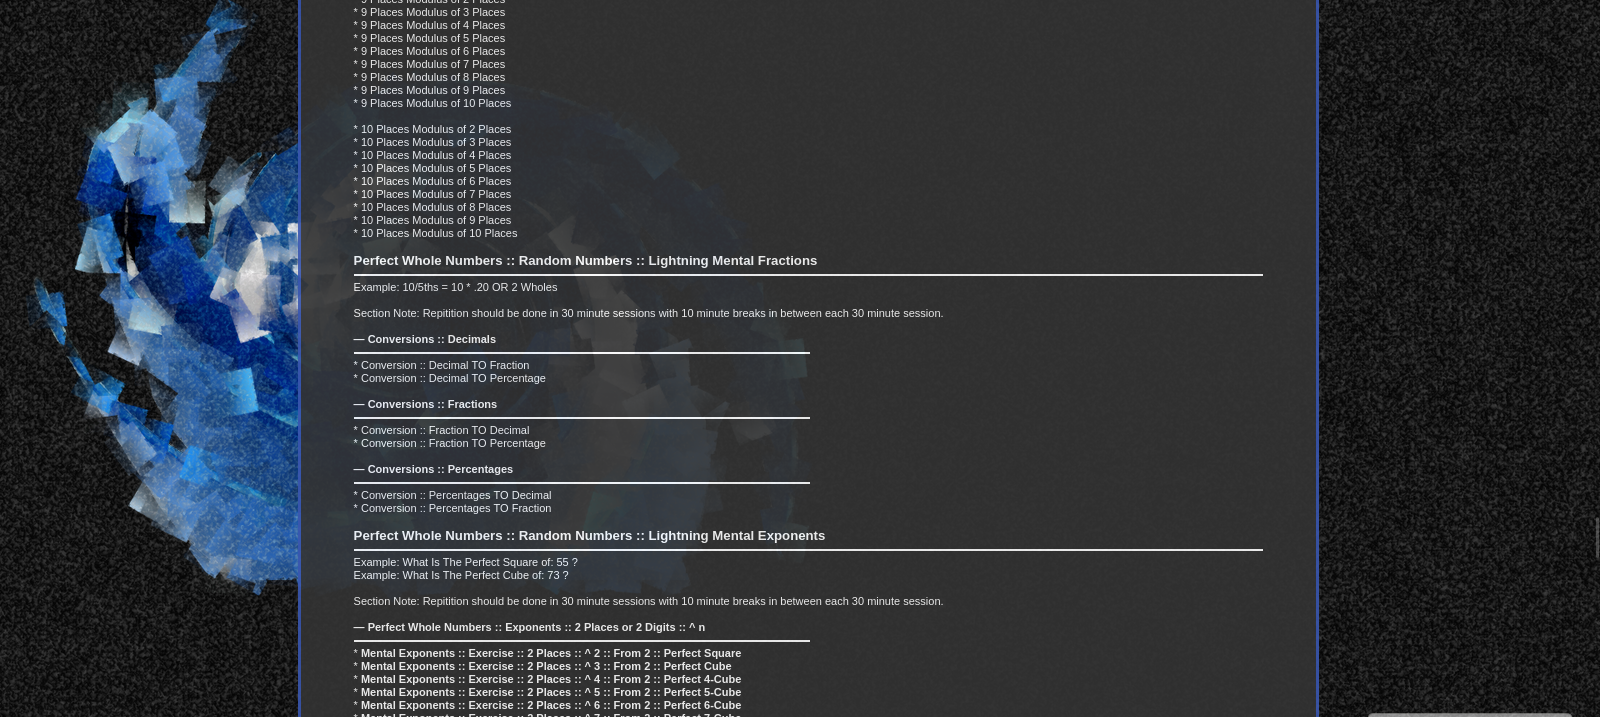 * 9 Places Modulus of 2 Places
* 9 Places Modulus of 3 Places
* 9 Places Modulus of 4 Places
* 9 Places Modulus of 5 Places
* 9 Places Modulus of 6 Places
* 9 Places Modulus of 7 Places
* 9 Places Modulus of 8 Places
* 9 Places Modulus of 9 Places
* 9 Places Modulus of 10 Places
* 10 Places Modulus of 2 Places
* 10 Places Modulus of 3 Places
* 10 Places Modulus of 4 Places
* 10 Places Modulus of 5 Places
* 10 Places Modulus of 6 Places
* 10 Places Modulus of 7 Places
* 10 Places Modulus of 8 Places
* 10 Places Modulus of 9 Places
* 10 Places Modulus of 10 Places
Perfect Whole Numbers :: Random Numbers :: Lightning Mental Fractions
Example: 10/5ths = 10 * .20 OR 2 Wholes
Section Note: Repitition should be done in 30 minute sessions with 10 minute breaks in between each 30 minute session.
— Conversions :: Decimals
* Conversion :: Decimal TO Fraction
* Conversion :: Decimal TO Percentage
— Conversions :: Fractions
* Conversion :: Fraction TO Decimal
* Conversion :: Fraction TO Percentage
— Conversions :: Percentages
* Conversion :: Percentages TO Decimal
* Conversion :: Percentages TO Fraction
Perfect Whole Numbers :: Random Numbers :: Lightning Mental Exponents
Example: What Is The Perfect Square of: 55 ?
Example: What Is The Perfect Cube of: 73 ?
Section Note: Repitition should be done in 30 minute sessions with 10 minute breaks in between each 30 minute session.
— Perfect Whole Numbers :: Exponents :: 2 Places or 2 Digits :: ^ n
* Mental Exponents :: Exercise :: 2 Places :: ^ 2 :: From 2 :: Perfect Square
* Mental Exponents :: Exercise :: 2 Places :: ^ 3 :: From 2 :: Perfect Cube
* Mental Exponents :: Exercise :: 2 Places :: ^ 4 :: From 2 :: Perfect 4-Cube
* Mental Exponents :: Exercise :: 2 Places :: ^ 5 :: From 2 :: Perfect 5-Cube
* Mental Exponents :: Exercise :: 2 Places :: ^ 6 :: From 2 :: Perfect 6-Cube
* Mental Exponents :: Exercise :: 2 Places :: ^ 7 :: From 2 :: Perfect 7-Cube